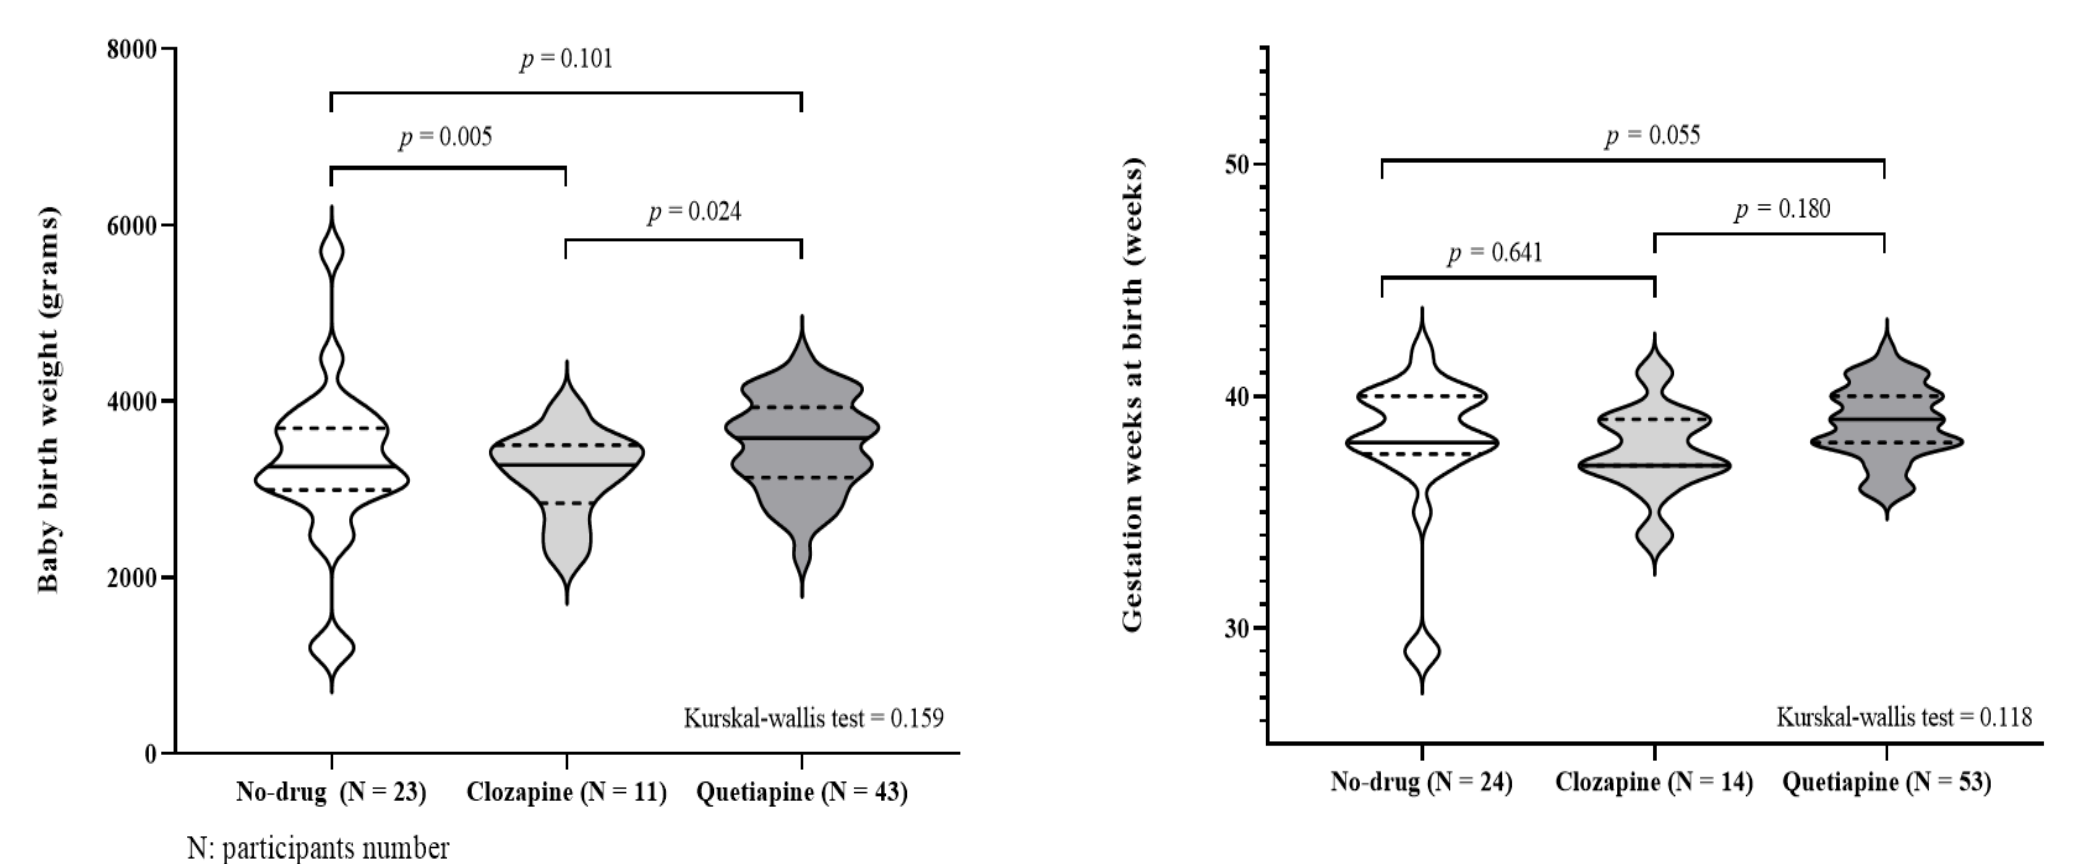 8000
6000
4000
2000
0
Baby birth weight (grams)
p = 0.101
p = 0.005
p = 0.024
Kurskal-wallis test = 0.159
No-drug (N = 23)
Clozapine (N = 11)
Quetiapine (N = 43)
N: participants number
50
40
30
Gestation weeks at birth (weeks)
p = 0.055
p = 0.180
p = 0.641
Kurskal-wallis test = 0.118
No-drug (N = 24)
Clozapine (N = 14)
Quetiapine (N = 53)